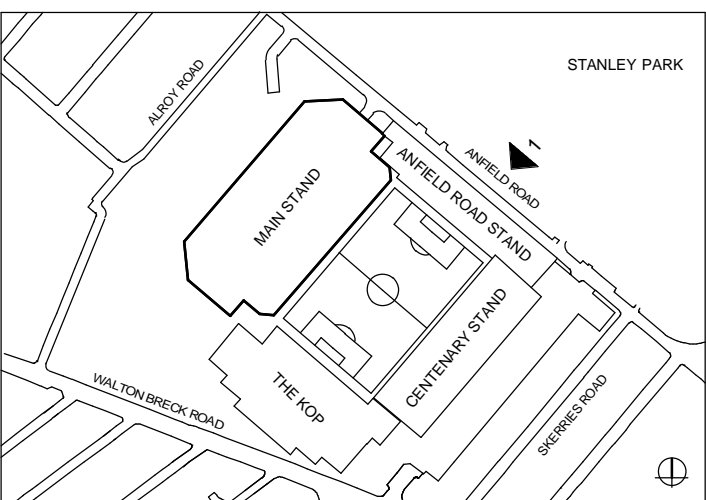 STANLEY PARK
ALROY ROAD
1
ANFIELD ROAD
ANFIELD ROAD STAND
MAIN STAND
CENTENARY STAND
THE KOP
WALTON BRECK ROAD
SKERRIES ROAD